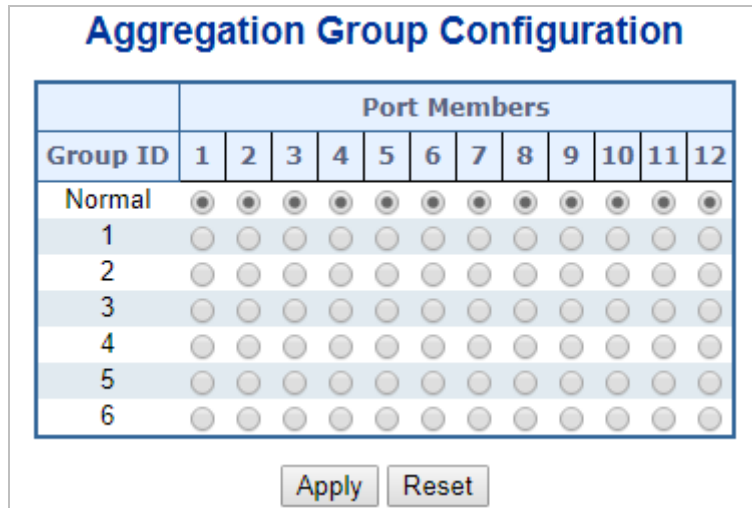 Aggregation Group Configuration
Port Members
Group ID 1 2 3 4 5 6 7 8 9 10 11 12
Normal
1
2
3
4
5
6
Apply Reset